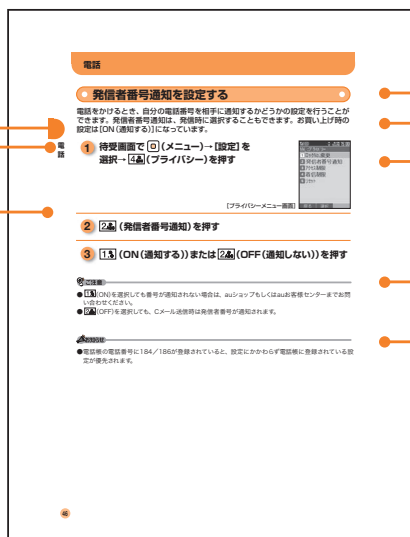 電話
発信者番号通知を設定する
電話をかけるとき、自分の電話番号を相手に通知するかどうかの設定を行うことが
できます。発信者番号通知は、発信時に選択することもできます。お買い上げ時の
設定は[ON(通知する)]になっています。
電話
1 待受画面で(メニュー)→[設定]を
選択→4(プライバシー)を押す
発信者番号通知
[プライバシーメニュー画面]
2 2(発信者番号通知)を押す
3 1(ON(通知する))または2(OFF(通知しない))を押す
ご注意
●1(ON)を選択しても番号が通知されない場合は、auショップもしくはauお客様センターまでお問
い合わせください。
●2(OFF)を選択しても、Cメール送信時は発信者番号が通知されます。
お知らせ
●電話帳の電話番号に184/186が登録されていると、設定にかかわらず電話帳に登録されている設
定が優先されます。
46